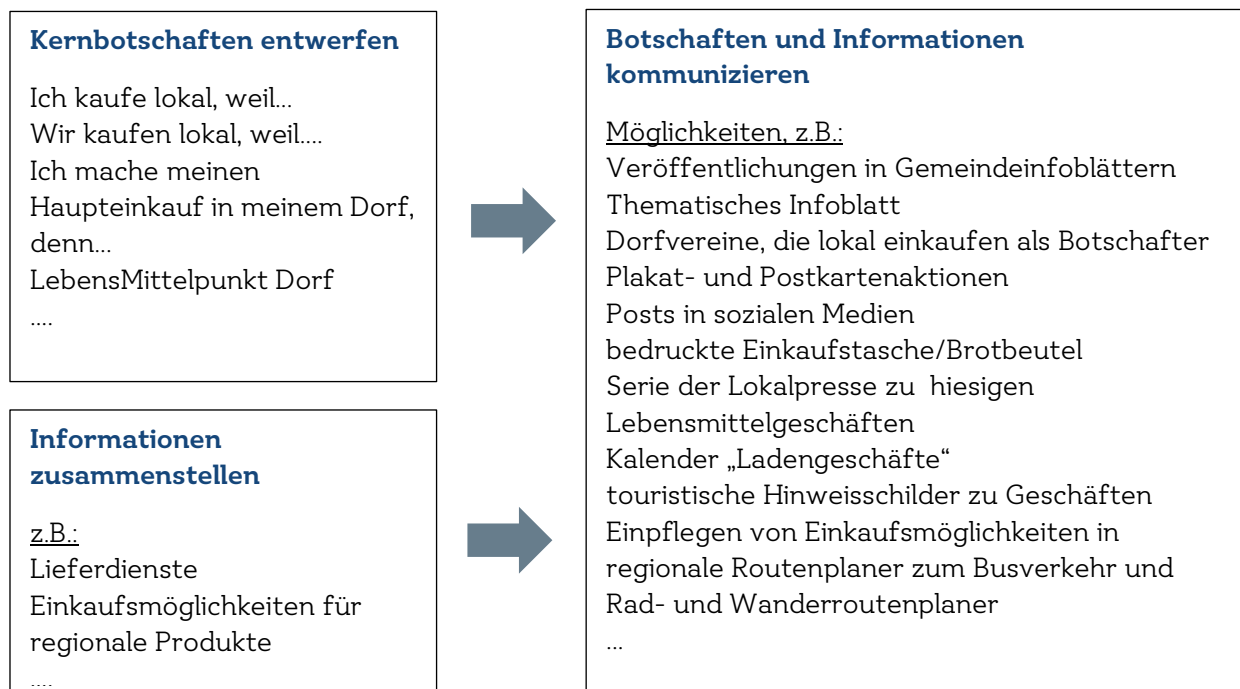 Kernbotschaften entwerfen
Ich kaufe lokal, weil...
Wir kaufen lokal, weil....
Ich mache meinen
Haupteinkauf in meinem Dorf,
denn...
LebensMittelpunkt Dorf
....
Informationen
zusammenstellen
z.B.:
Lieferdienste
Einkaufsmöglichkeiten für
regionale Produkte
....
Botschaften und Informationen
kommunizieren
Möglichkeiten, z.B.:
Veröffentlichungen in Gemeindeinfoblättern
Thematisches Infoblatt
Dorfvereine, die lokal einkaufen als Botschafter
Plakat- und Postkartenaktionen
Posts in sozialen Medien
bedruckte Einkaufstasche/Brotbeutel
Serie der Lokalpresse zu  hiesigen
Lebensmittelgeschäften
Kalender „Ladengeschäfte“
touristische Hinweisschilder zu Geschäften
Einpflegen von Einkaufsmöglichkeiten in
regionale Routenplaner zum Busverkehr und
Rad- und Wanderroutenplaner
...